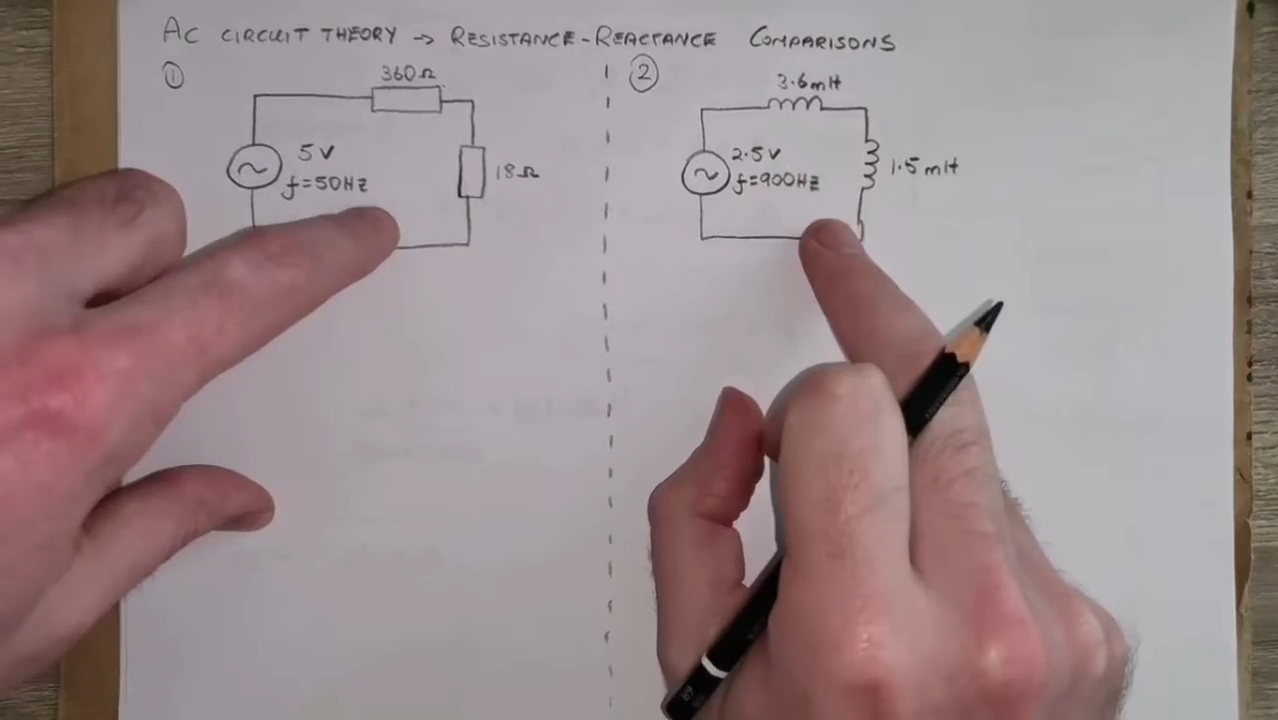 AC CIRCUIT THEORY → RESISTANCE-REACTANCE COMPARISONS
①
360Ω
5V
f=50HZ
18Ω
②
3.6mH
2.5V
f=900HZ
1.5mH